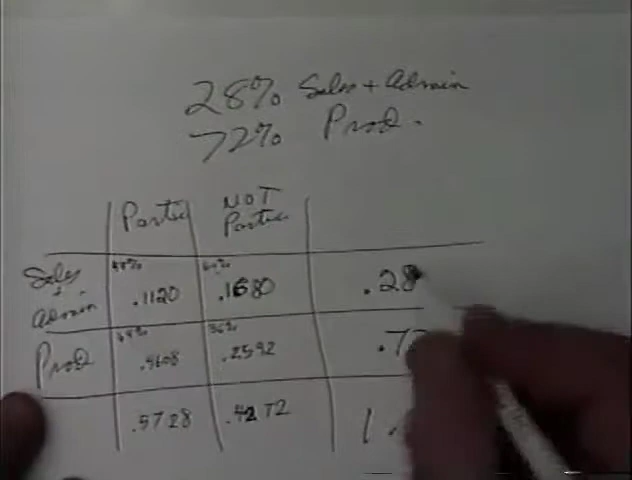 28% Sales + Admin
72% Prod.
Partic NOT Partic
Sales + Admin 40% .1120 60% .1680 .28
Prod 64% .4608 36% .2592 .72
.5728 .4272 1.